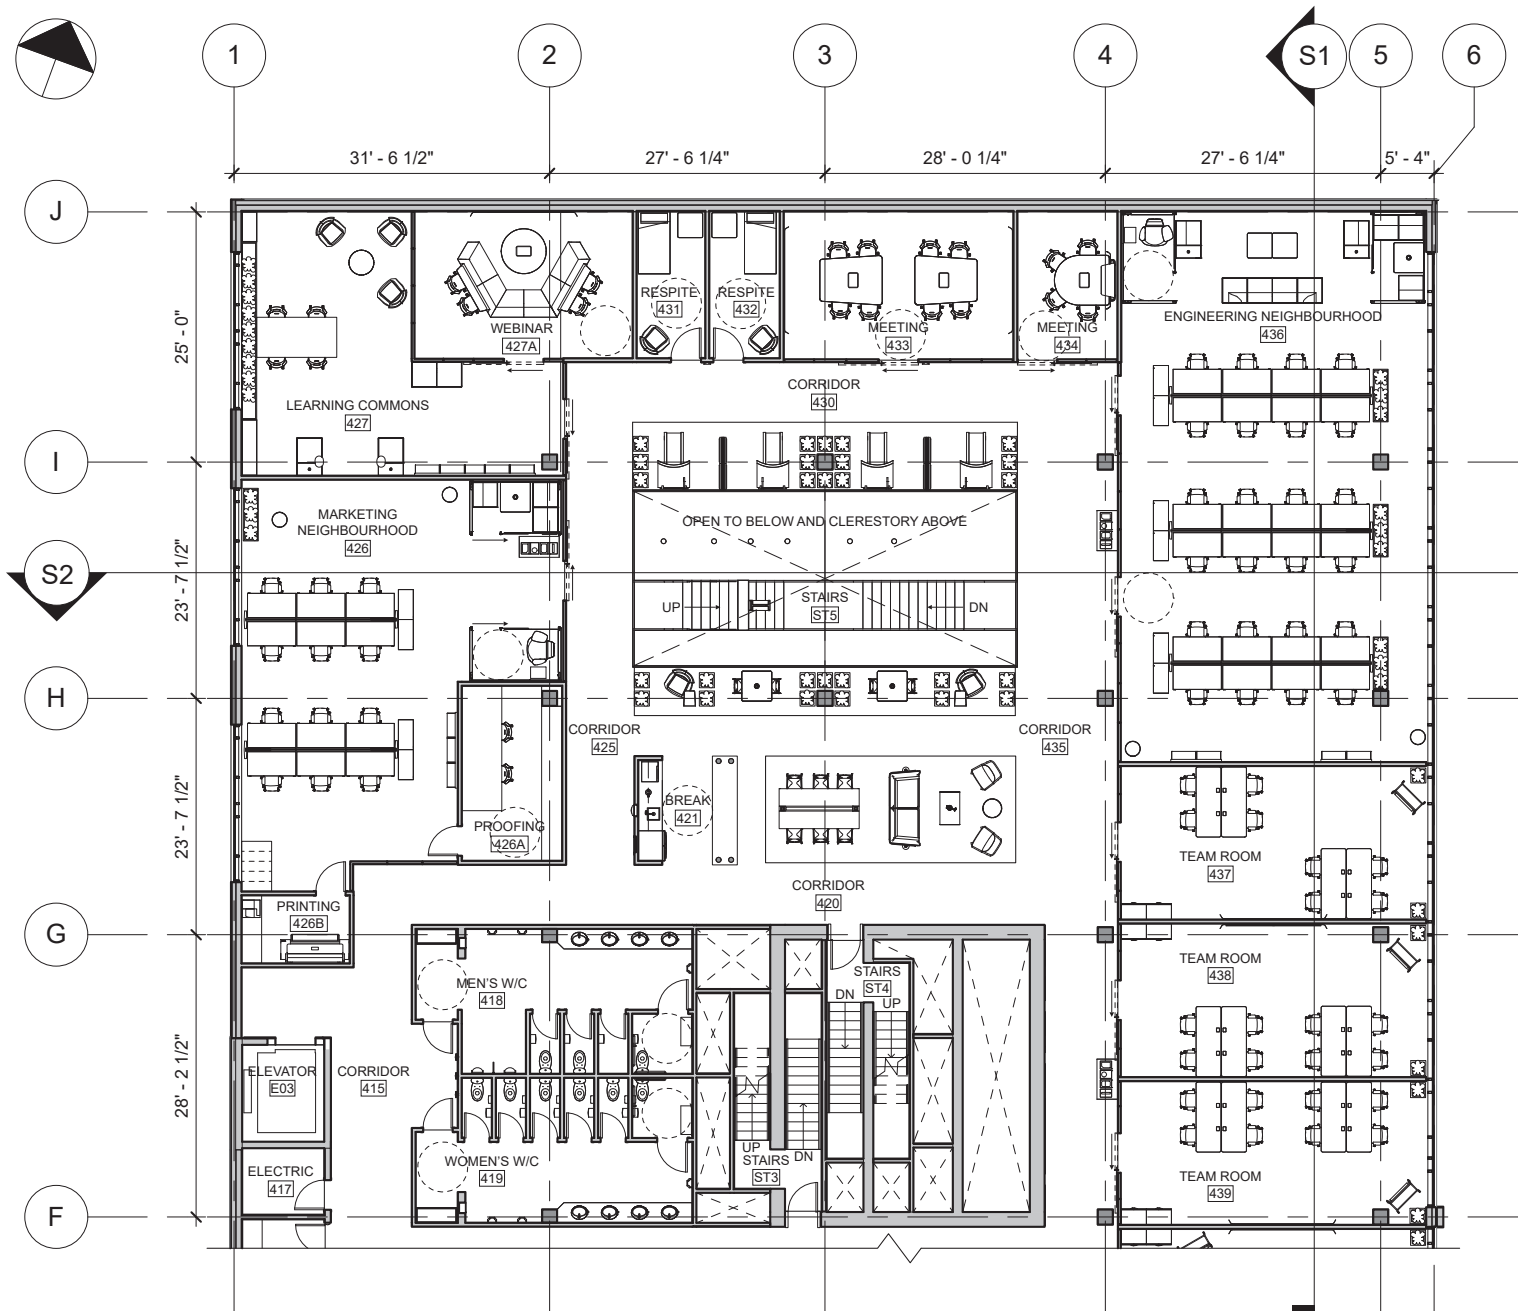 1
2
3
4
S1
5
6
31' - 6 1/2"
27' - 6 1/4"
28' - 0 1/4"
27' - 6 1/4"
5' - 4"
J
25' - 0"
I
23' - 7 1/2"
S2
H
23' - 7 1/2"
G
28' - 2 1/2"
F
WEBINAR
427A
RESPITE
431
RESPITE
432
MEETING
433
MEETING
434
ENGINEERING NEIGHBOURHOOD
436
LEARNING COMMONS
427
CORRIDOR
430
MARKETING
NEIGHBOURHOOD
426
OPEN TO BELOW AND CLERESTORY ABOVE
UP
STAIRS
ST5
DN
CORRIDOR
425
CORRIDOR
435
PROOFING
426A
BREAK
421
TEAM ROOM
437
CORRIDOR
420
PRINTING
426B
MEN'S W/C
418
STAIRS
ST4
DN
UP
TEAM ROOM
438
ELEVATOR
E03
CORRIDOR
415
WOMEN'S W/C
419
UP
DN
STAIRS
ST3
ELECTRIC
417
TEAM ROOM
439